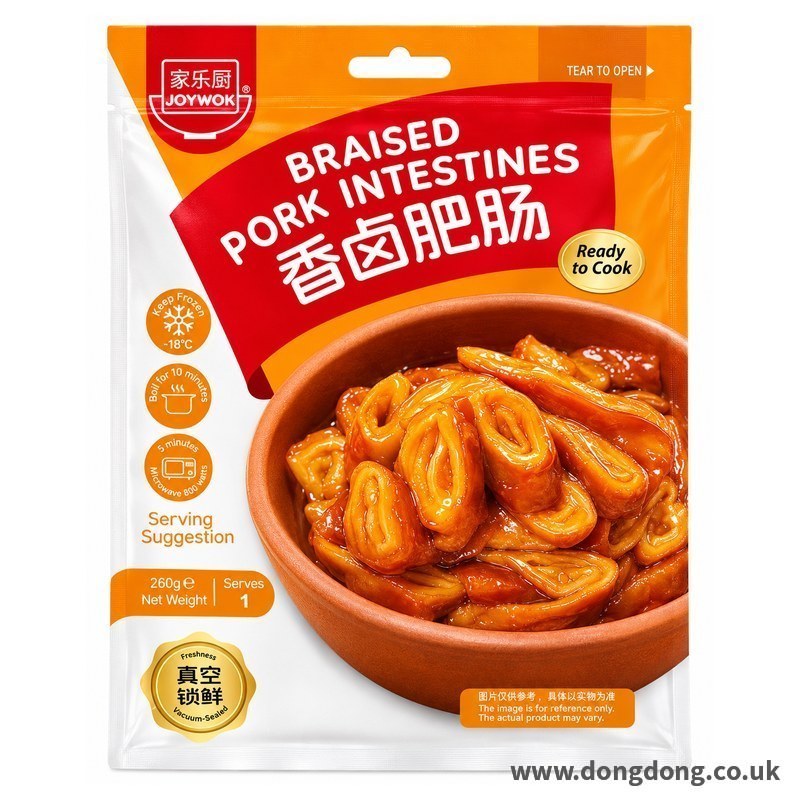 家乐厨
JOYWOK®
TEAR TO OPEN
BRAISED
PORK INTESTINES
香卤肥肠
Ready
to Cook
Keep Frozen
-18°C
Boil for 10 minutes
5 minutes
Microwave 800 watts
Serving
Suggestion
260g℮
Net Weight
Serves
1
Freshness
真空
锁鲜
Vacuum-Sealed
图片仅供参考，具体以实物为准
The image is for reference only.
The actual product may vary.
www.dongdong.co.uk